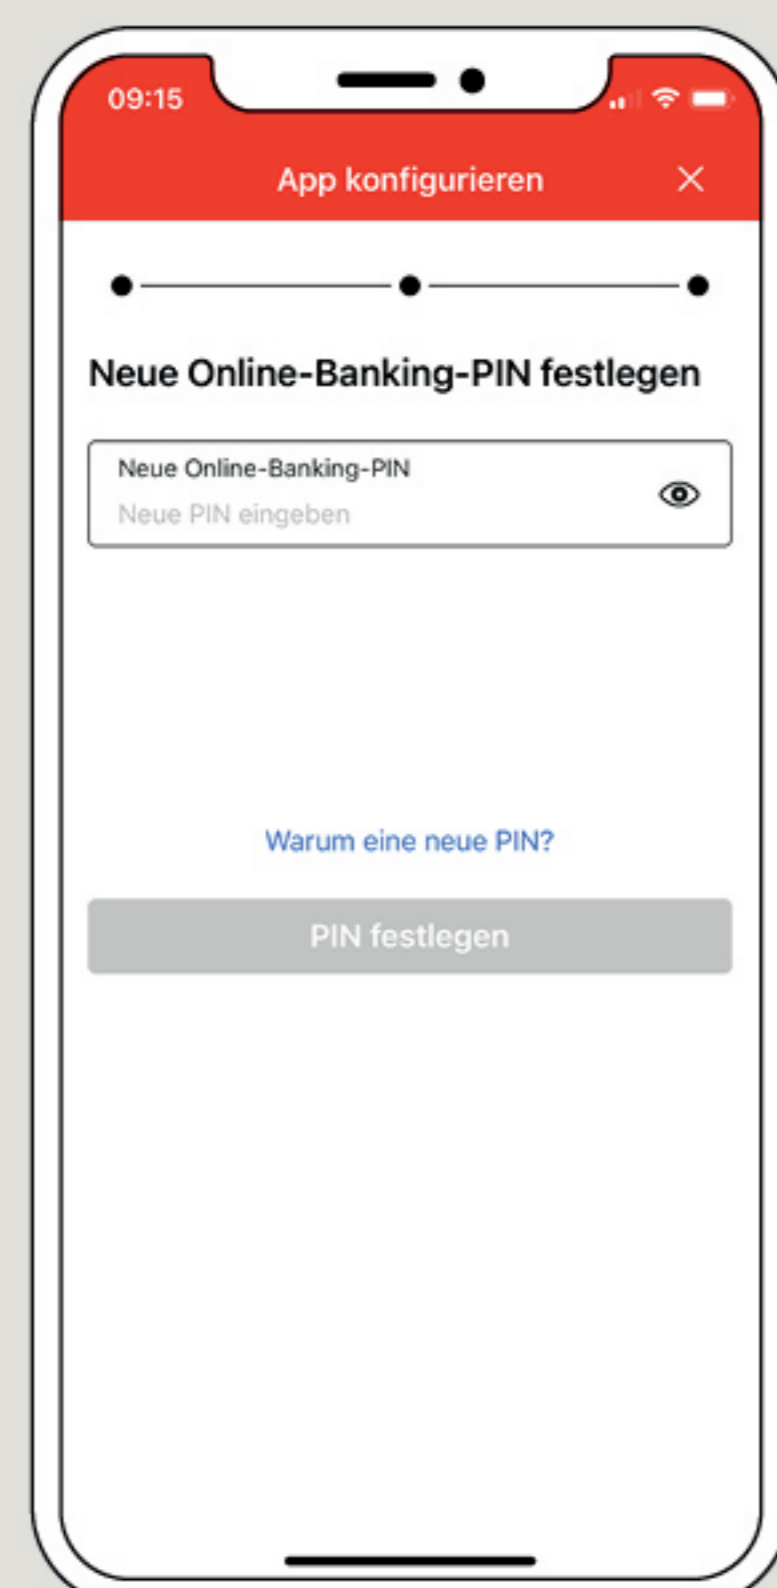 09:15
App konfigurieren
Neue Online-Banking-PIN festlegen
Neue Online-Banking-PIN
Neue PIN eingeben
Warum eine neue PIN?
PIN festlegen